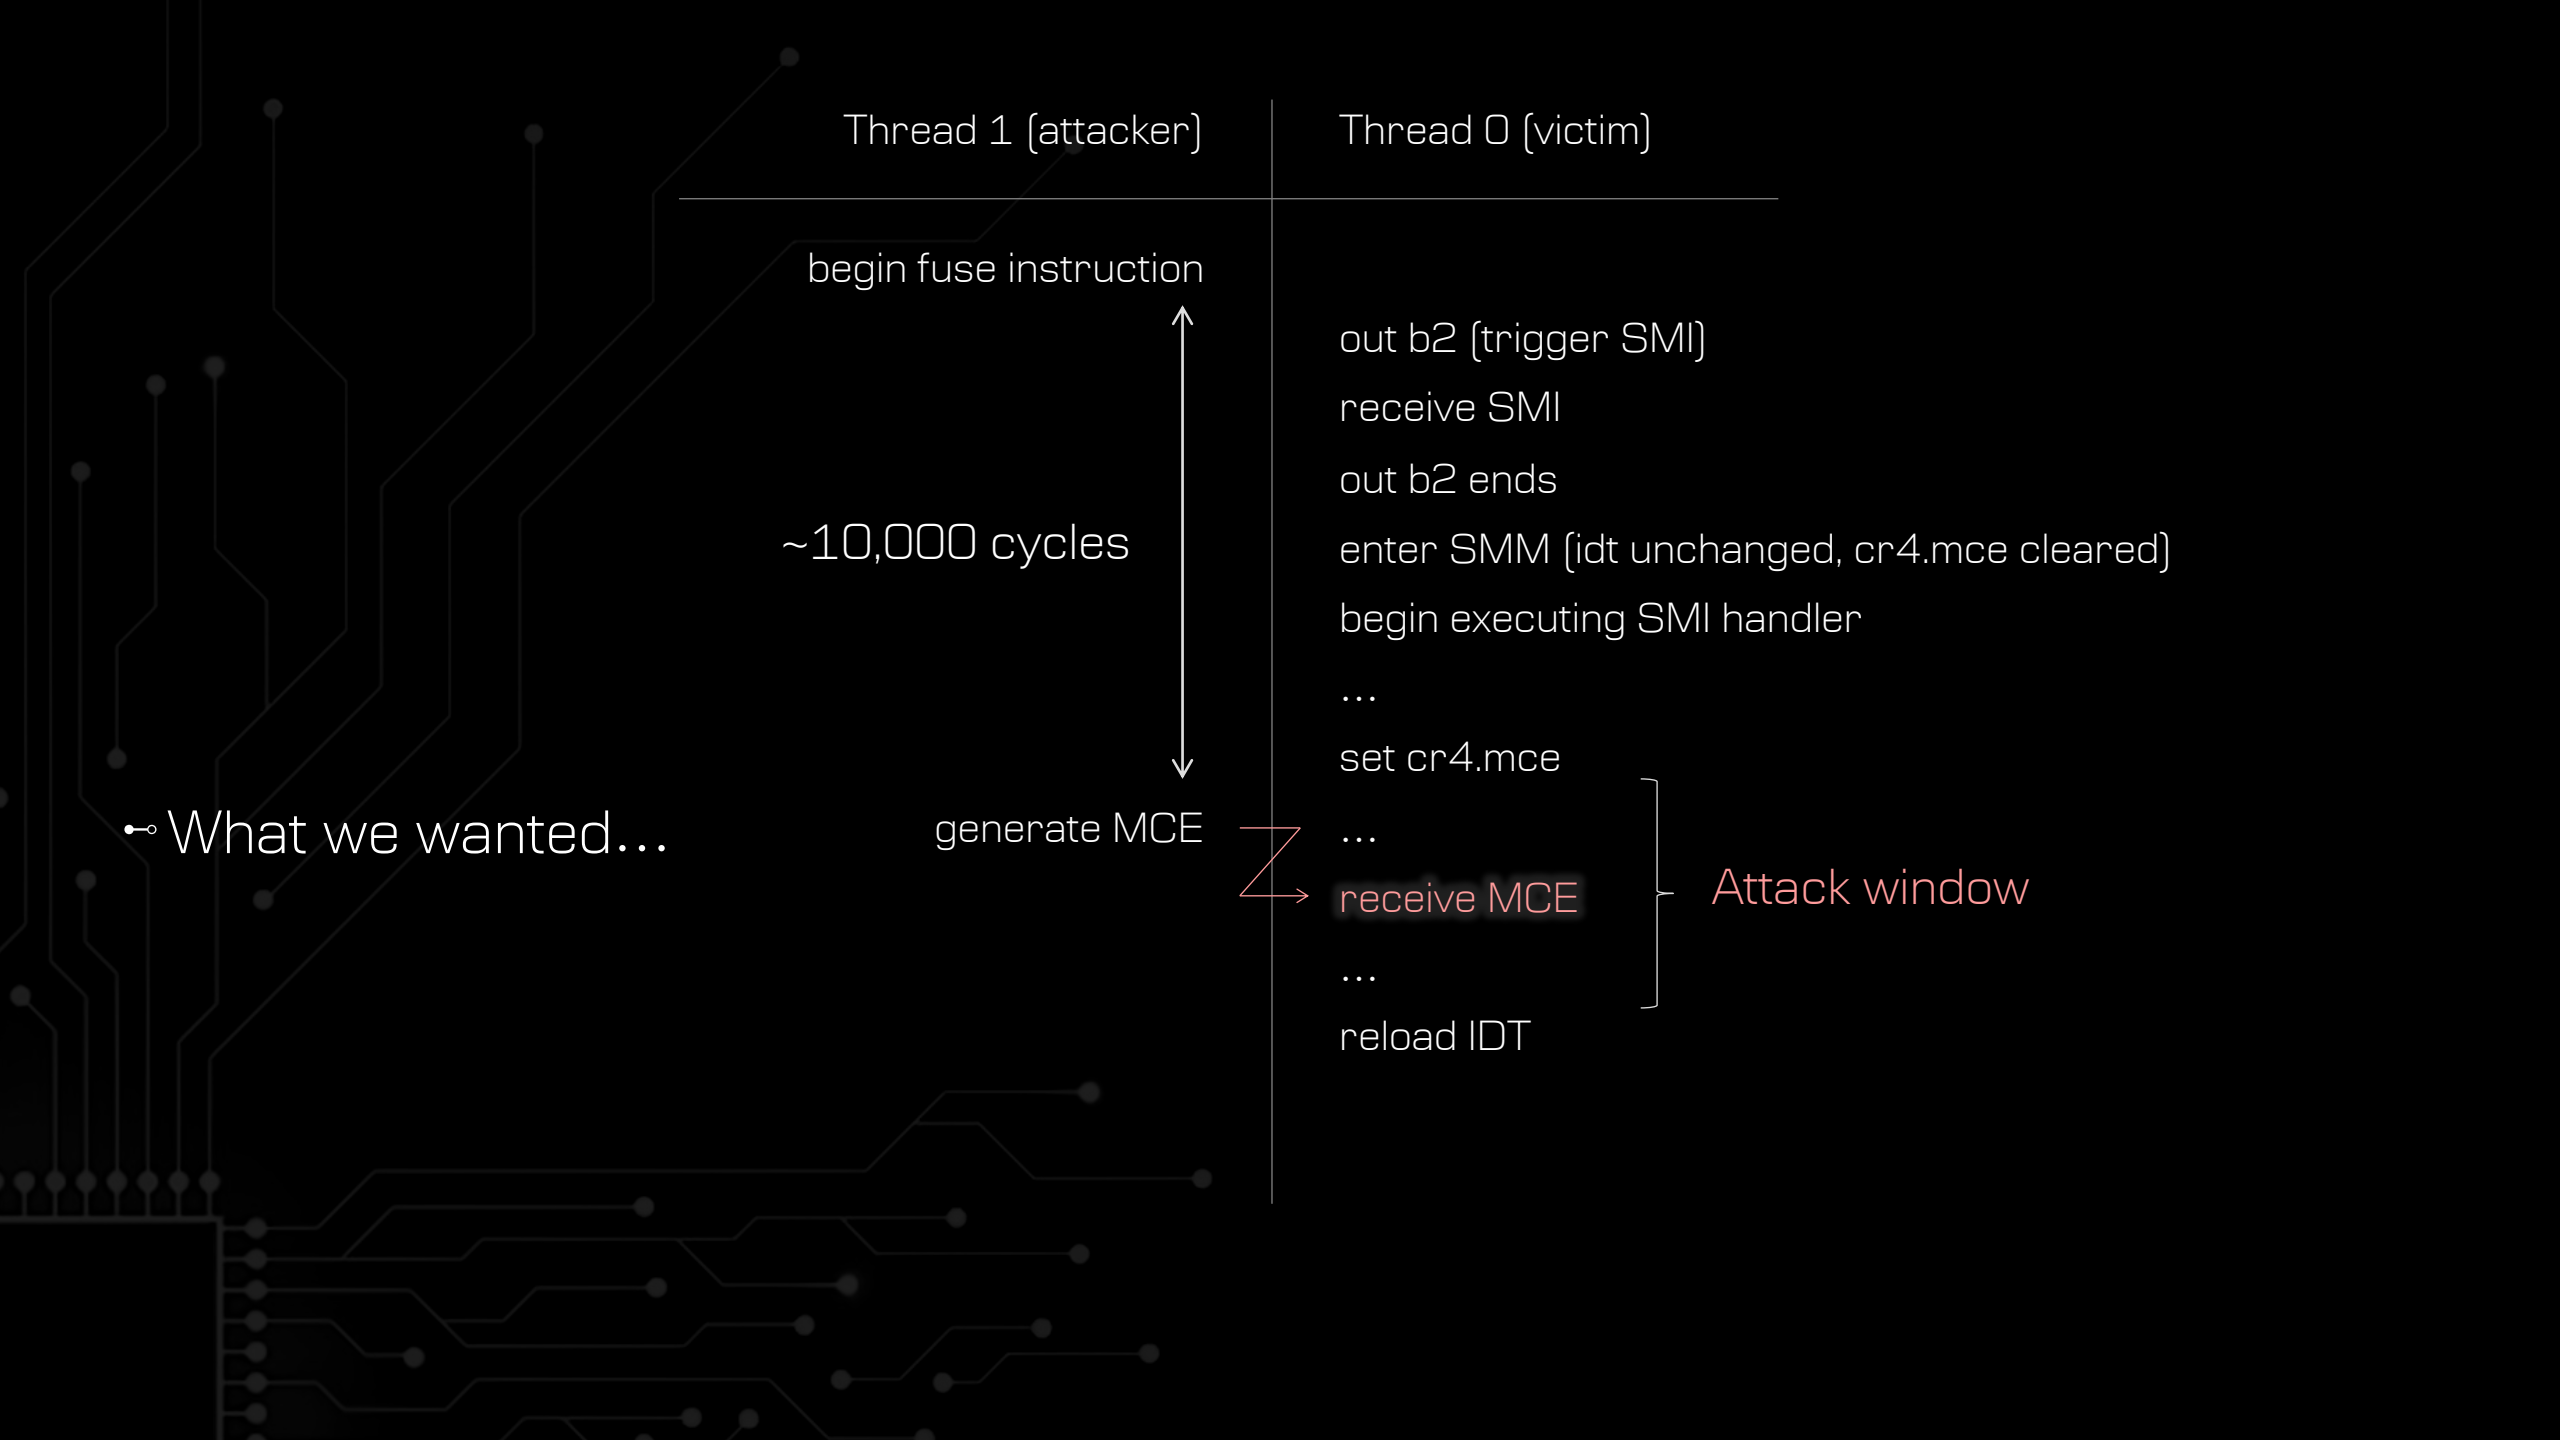 Thread 1 (attacker)
Thread 0 (victim)
begin fuse instruction
out b2 (trigger SMI)
receive SMI
out b2 ends
~10,000 cycles
enter SMM (idt unchanged, cr4.mce cleared)
begin executing SMI handler
...
set cr4.mce
What we wanted...
generate MCE
...
receive MCE
Attack window
...
reload IDT